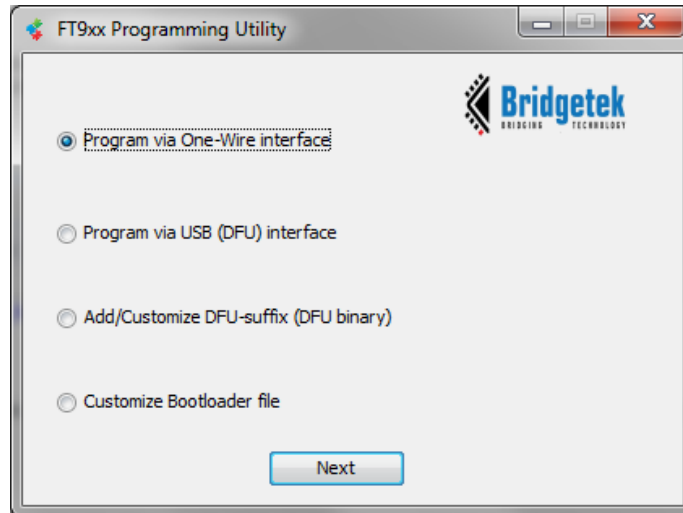 FT9xx Programming Utility
Bridgetek
BRIDGING TECHNOLOGY
Program via One-Wire interface
Program via USB (DFU) interface
Add/Customize DFU-suffix (DFU binary)
Customize Bootloader file
Next